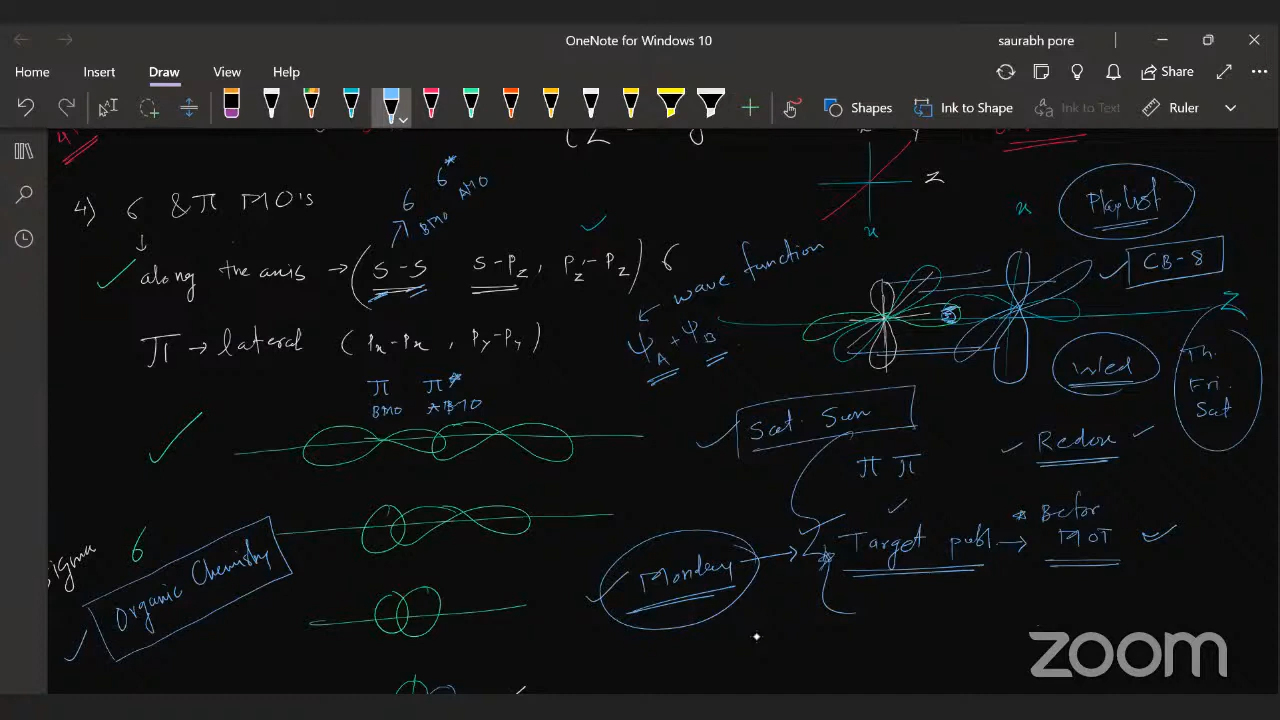 OneNote for Windows 10
saurabh pore
Home Insert Draw View Help
Share
Shapes
Ink to Shape
Ink to Text
Ruler
4) σ & π MO's
σ BMO
σ* AMO
along the axis → (S-S S-Pz, Pz-Pz) σ
π → lateral (Px-Px, Py-Py)
π BMO
π* ABMO
wave function
ΨA + ΨB
y
z
x
x
Z
Playlist
CB-8
Wed
Th.
Fri.
Sat
Sat. Sun
π π
Redox
* Befor
Target publ. → MOT
Monday →
Sigma σ
Organic Chemistry
zoom